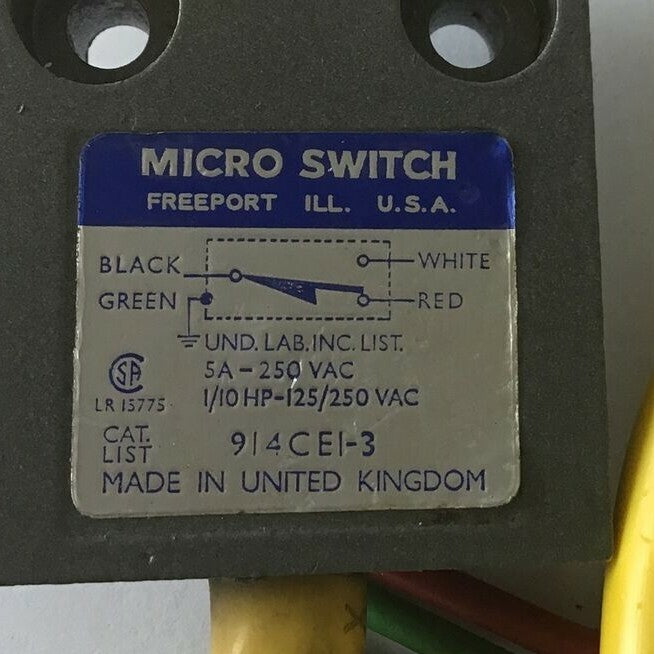 MICRO SWITCH
FREEPORT ILL. U.S.A.
BLACK WHITE
GREEN RED
UND. LAB. INC. LIST.
5A - 250 VAC
SA
LR 15775 1/10 HP-125/250 VAC
CAT. LIST 914CE1-3
MADE IN UNITED KINGDOM